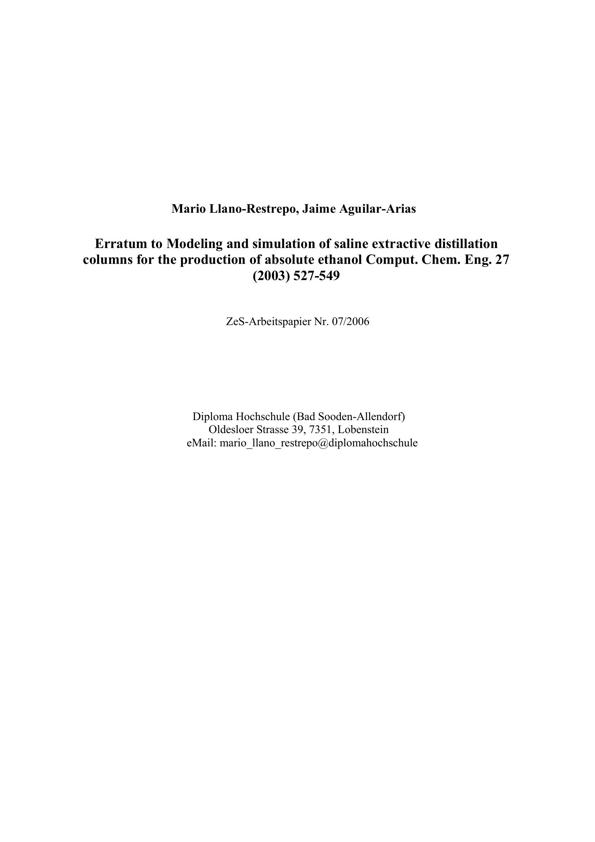 Mario Llano-Restrepo, Jaime Aguilar-Arias
Erratum to Modeling and simulation of saline extractive distillation
columns for the production of absolute ethanol Comput. Chem. Eng. 27
(2003) 527-549
ZeS-Arbeitspapier Nr. 07/2006
Diploma Hochschule (Bad Sooden-Allendorf)
Oldesloer Strasse 39, 7351, Lobenstein
eMail: mario_llano_restrepo@diplomahochschule